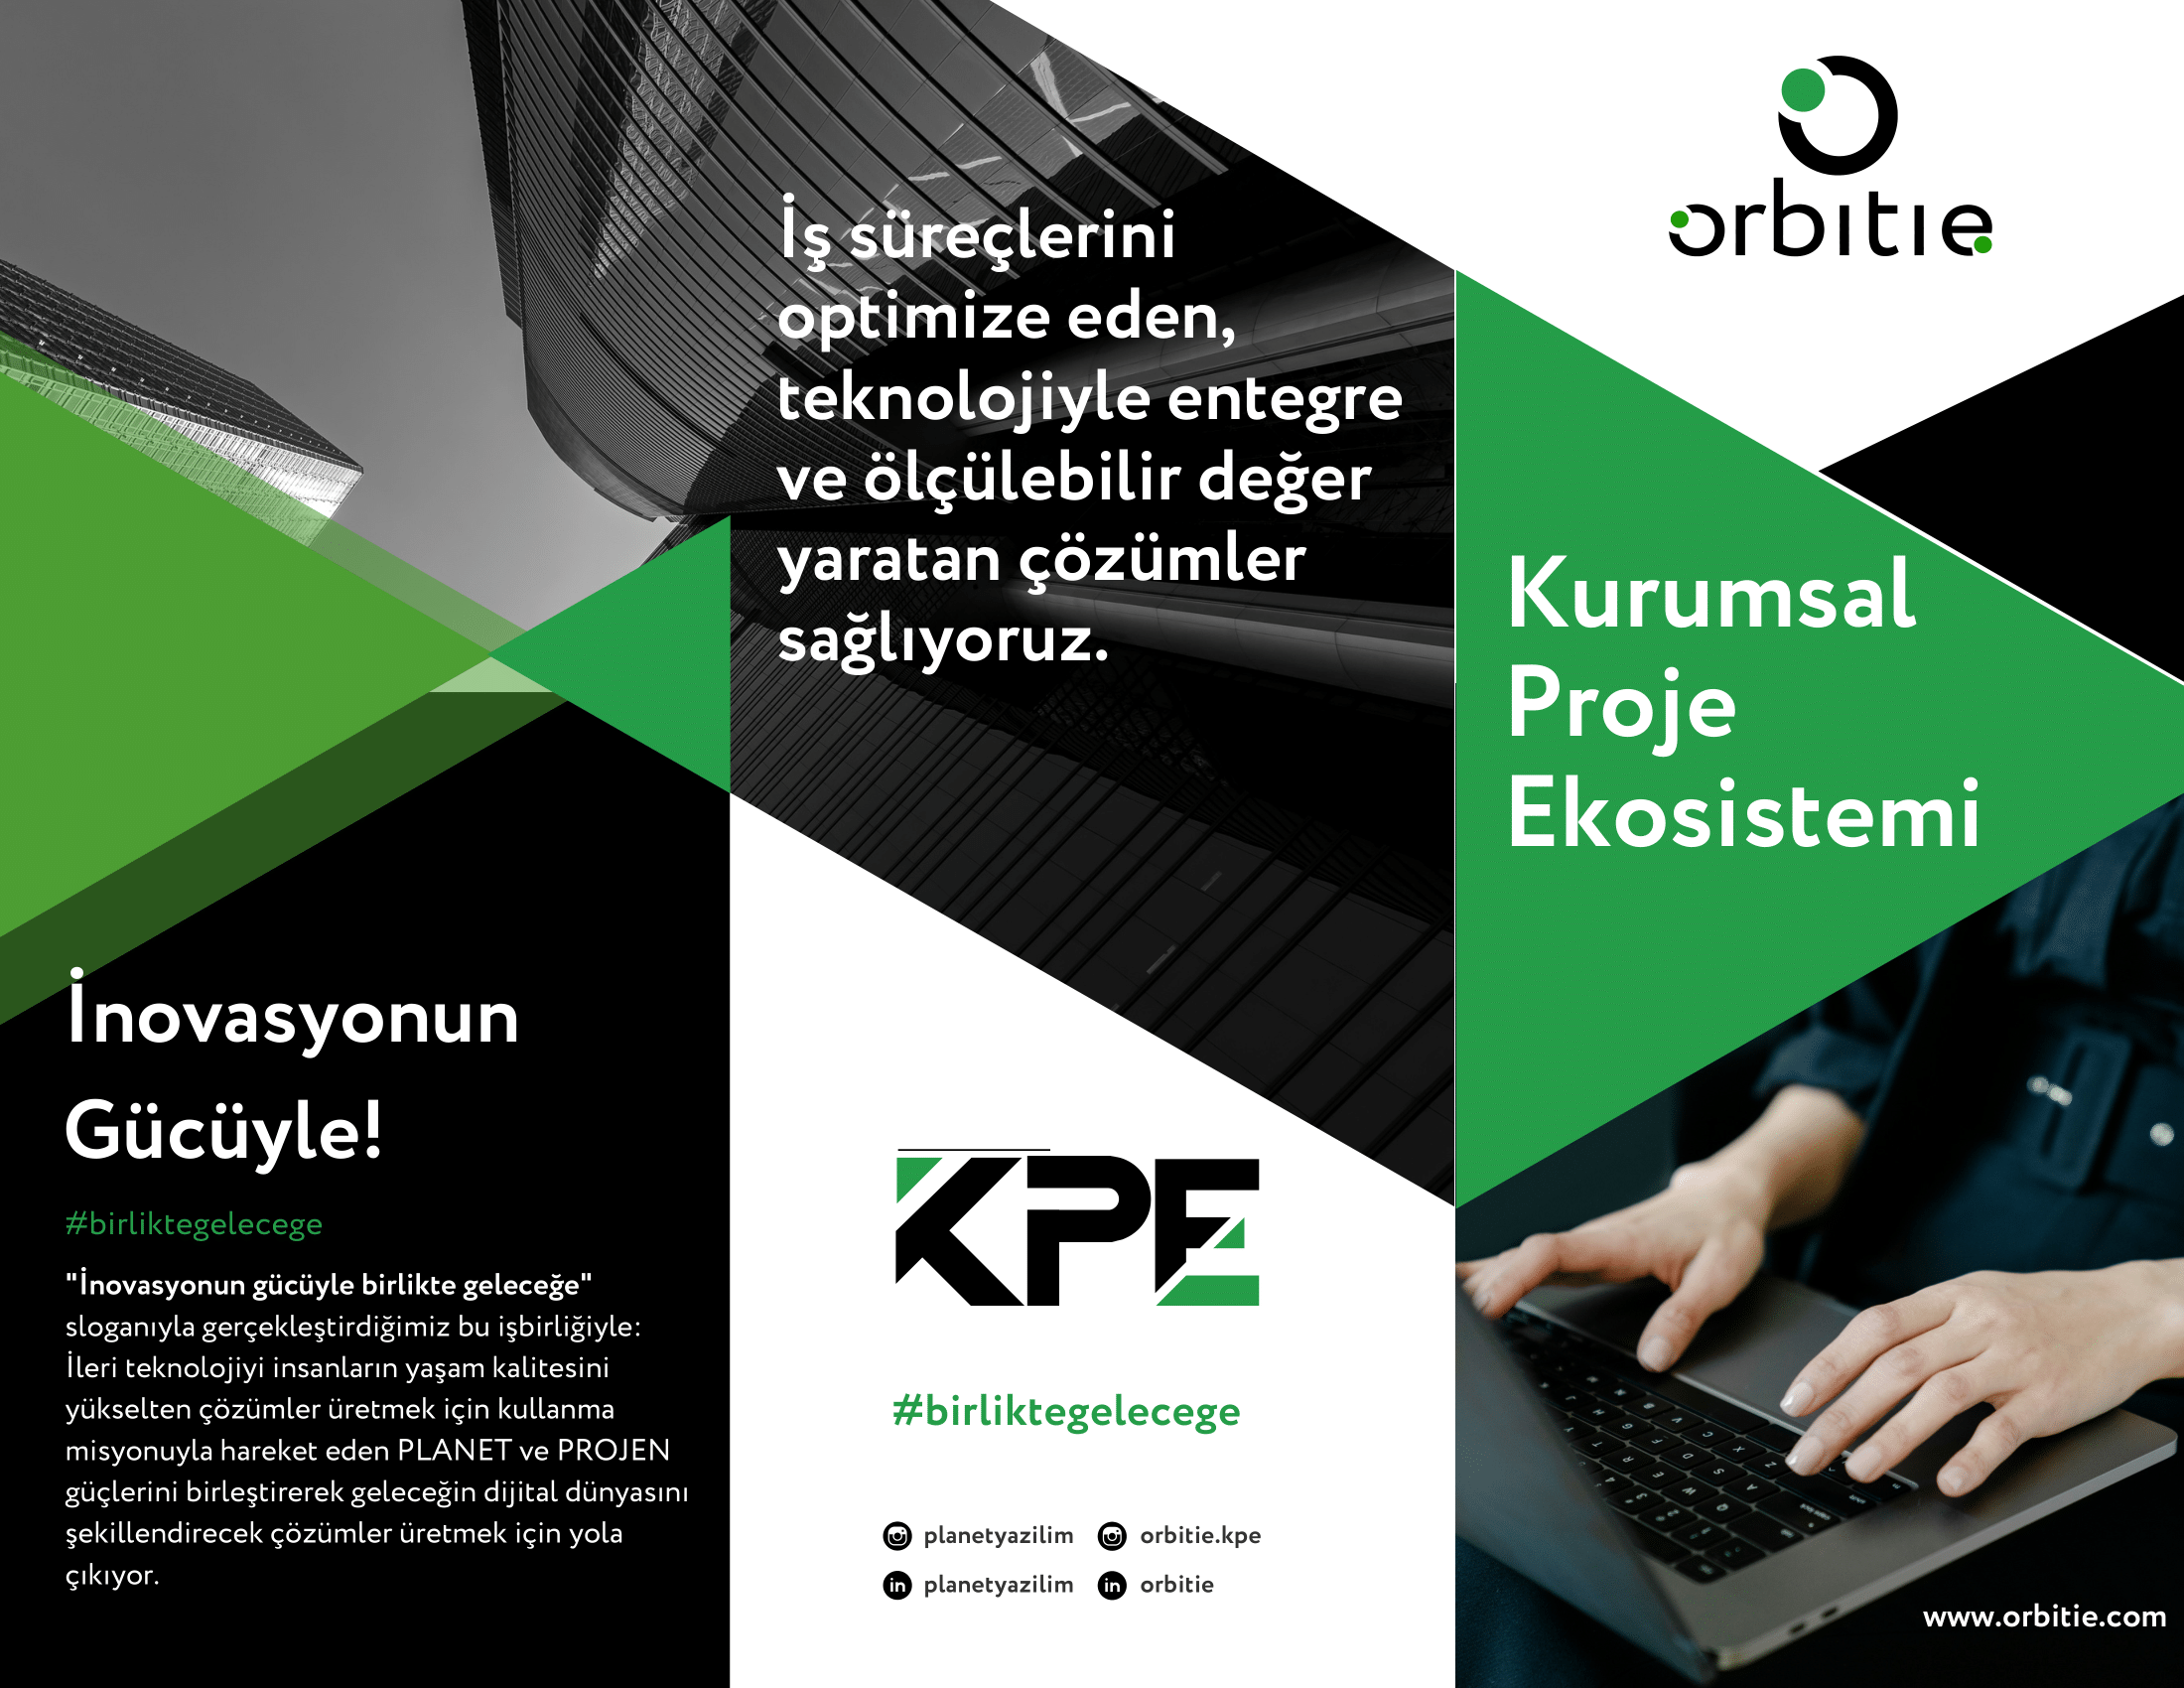 İnovasyonun
Gücüyle!
#birliktegelecege
"İnovasyonun gücüyle birlikte geleceğe"
sloganıyla gerçekleştirdiğimiz bu işbirliğiyle:
İleri teknolojiyi insanların yaşam kalitesini
yükselten çözümler üretmek için kullanma
misyonuyla hareket eden PLANET ve PROJEN
güçlerini birleştirerek geleceğin dijital dünyasını
şekillendirecek çözümler üretmek için yola
çıkıyor.
İş süreçlerini
optimize eden,
teknolojiyle entegre
ve ölçülebilir değer
yaratan çözümler
sağlıyoruz.
KPE
#birliktegelecege
planetyazilim orbitie.kpe
in planetyazilim in orbitie
orbıtıe
Kurumsal
Proje
Ekosistemi
www.orbitie.com